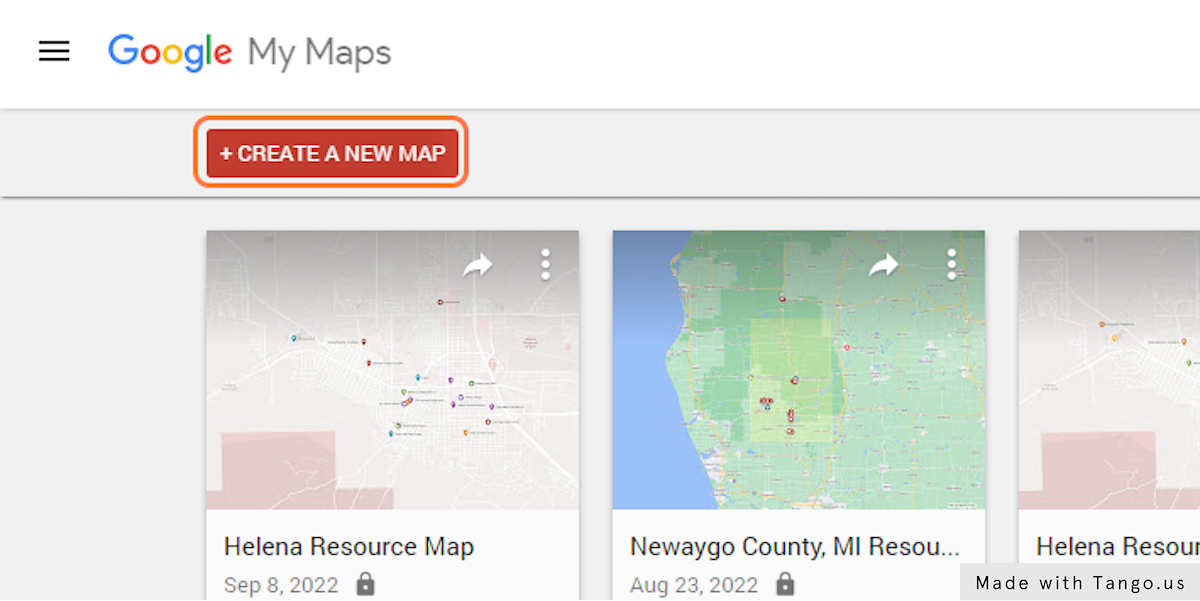 Google My Maps
+ CREATE A NEW MAP
Helena Resource Map
Sep 8, 2022
Newaygo County, MI Resou...
Aug 23, 2022
Helena Resour
Made with Tango.us